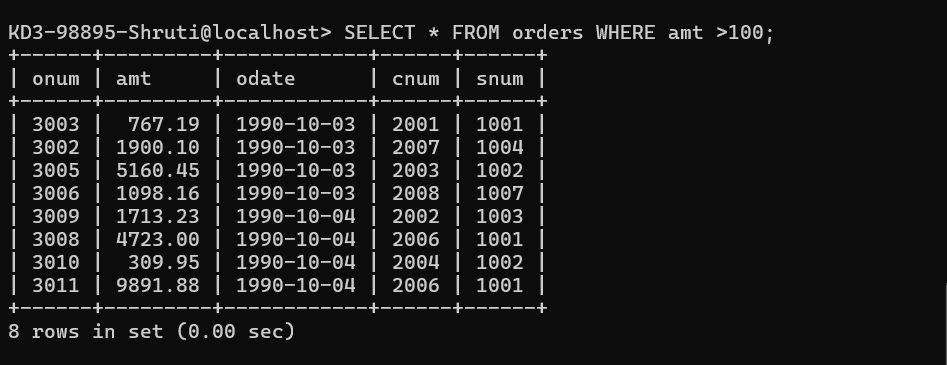 KD3-98895-Shruti@localhost> SELECT * FROM orders WHERE amt >100;
+------+---------+------------+------+------+
| onum | amt     | odate      | cnum | snum |
+------+---------+------------+------+------+
| 3003 |  767.19 | 1990-10-03 | 2001 | 1001 |
| 3002 | 1900.10 | 1990-10-03 | 2007 | 1004 |
| 3005 | 5160.45 | 1990-10-03 | 2003 | 1002 |
| 3006 | 1098.16 | 1990-10-03 | 2008 | 1007 |
| 3009 | 1713.23 | 1990-10-04 | 2002 | 1003 |
| 3008 | 4723.00 | 1990-10-04 | 2006 | 1001 |
| 3010 |  309.95 | 1990-10-04 | 2004 | 1002 |
| 3011 | 9891.88 | 1990-10-04 | 2006 | 1001 |
+------+---------+------------+------+------+
8 rows in set (0.00 sec)